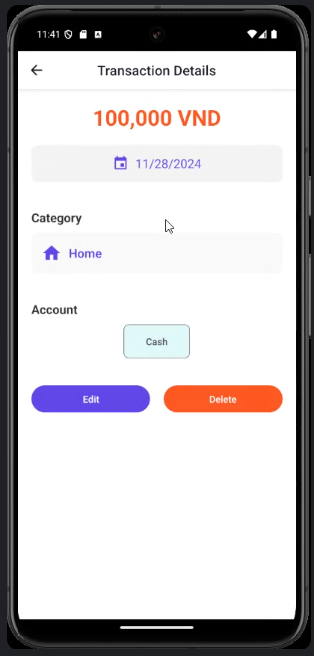 11:41
Transaction Details
100,000 VND
11/28/2024
Category
Home
Account
Cash
Edit
Delete